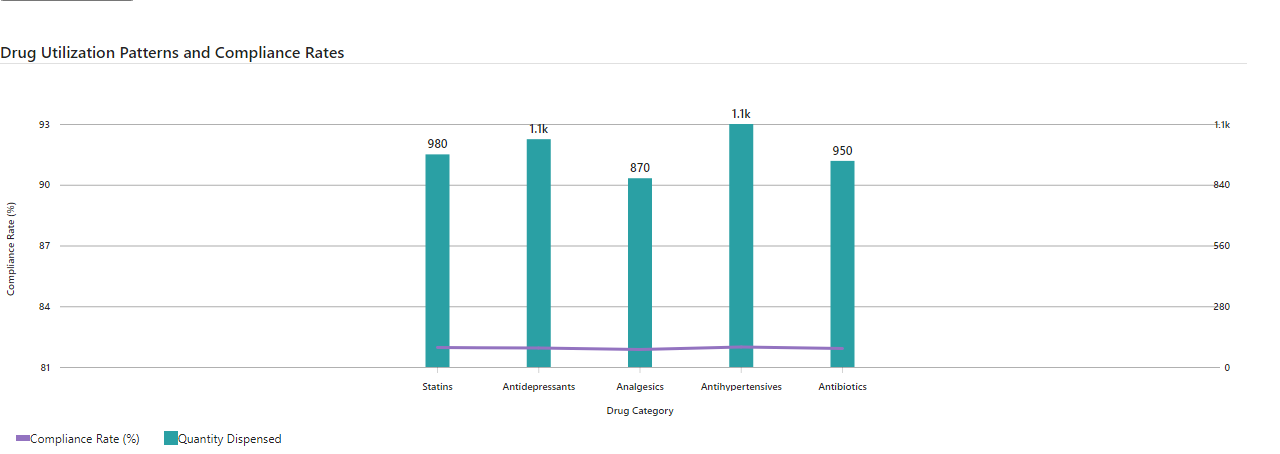 Drug Utilization Patterns and Compliance Rates
93
90
87
84
81
Compliance Rate (%)
980
1.1k
870
1.1k
950
1.1k
840
560
280
0
Statins
Antidepressants
Analgesics
Antihypertensives
Antibiotics
Drug Category
Compliance Rate (%)
Quantity Dispensed